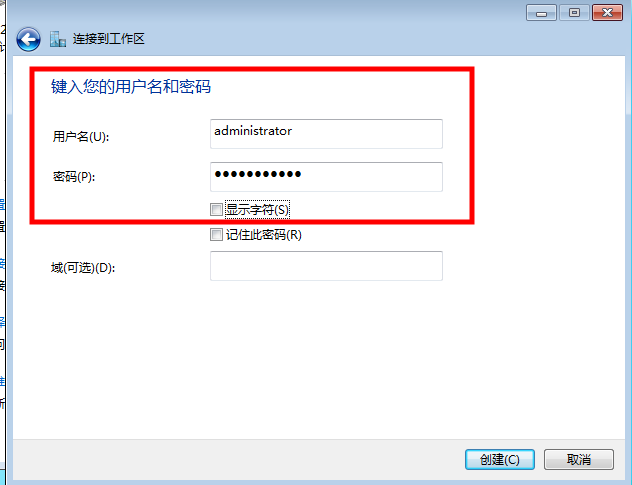 连接到工作区
键入您的用户名和密码
用户名(U):
administrator
密码(P):
●●●●●●●●●●●
显示字符(S)
记住此密码(R)
域(可选)(D):
创建(C)
取消